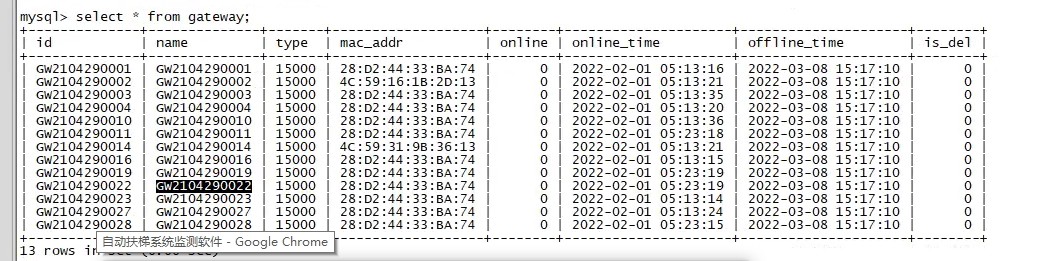 mysql> select * from gateway;
| id | name | type | mac_addr | online | online_time | offline_time | is_del |
| GW2104290001 | GW2104290001 | 15000 | 28:D2:44:33:BA:74 | 0 | 2022-02-01 05:13:16 | 2022-03-08 15:17:10 | 0 |
| GW2104290002 | GW2104290002 | 15000 | 4C:59:16:1B:2D:13 | 0 | 2022-02-01 05:13:21 | 2022-03-08 15:17:10 | 0 |
| GW2104290003 | GW2104290003 | 15000 | 28:D2:44:33:BA:74 | 0 | 2022-02-01 05:13:35 | 2022-03-08 15:17:10 | 0 |
| GW2104290004 | GW2104290004 | 15000 | 28:D2:44:33:BA:74 | 0 | 2022-02-01 05:13:20 | 2022-03-08 15:17:10 | 0 |
| GW2104290010 | GW2104290010 | 15000 | 28:D2:44:33:BA:74 | 0 | 2022-02-01 05:13:36 | 2022-03-08 15:17:10 | 0 |
| GW2104290011 | GW2104290011 | 15000 | 28:D2:44:33:BA:74 | 0 | 2022-02-01 05:23:18 | 2022-03-08 15:17:10 | 0 |
| GW2104290014 | GW2104290014 | 15000 | 4C:59:31:9B:36:13 | 0 | 2022-02-01 05:13:21 | 2022-03-08 15:17:10 | 0 |
| GW2104290016 | GW2104290016 | 15000 | 28:D2:44:33:BA:74 | 0 | 2022-02-01 05:13:15 | 2022-03-08 15:17:10 | 0 |
| GW2104290019 | GW2104290019 | 15000 | 28:D2:44:33:BA:74 | 0 | 2022-02-01 05:23:19 | 2022-03-08 15:17:10 | 0 |
| GW2104290022 | GW2104290022 | 15000 | 28:D2:44:33:BA:74 | 0 | 2022-02-01 05:23:19 | 2022-03-08 15:17:10 | 0 |
| GW2104290023 | GW2104290023 | 15000 | 28:D2:44:33:BA:74 | 0 | 2022-02-01 05:13:14 | 2022-03-08 15:17:10 | 0 |
| GW2104290027 | GW2104290027 | 15000 | 28:D2:44:33:BA:74 | 0 | 2022-02-01 05:13:24 | 2022-03-08 15:17:10 | 0 |
| GW2104290028 | GW2104290028 | 15000 | 28:D2:44:33:BA:74 | 0 | 2022-02-01 05:23:15 | 2022-03-08 15:17:10 | 0 |
自动扶梯系统监测软件 - Google Chrome
13 rows in